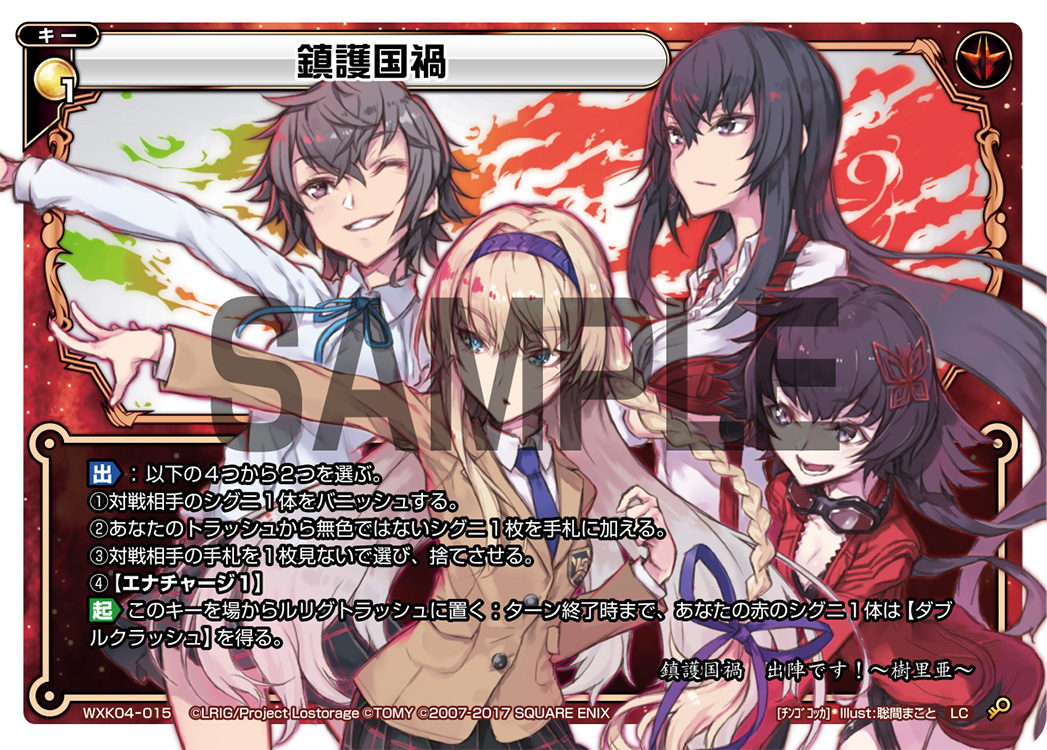 キー
鎮護国禍
1
SAMPLE
出：以下の４つから２つを選ぶ。
①対戦相手のシグニ１体をバニッシュする。
②あなたのトラッシュから無色ではないシグニ１枚を手札に加える。
③対戦相手の手札を１枚見ないで選び、捨てさせる。
④【エナチャージ１】
起 このキーを場からルリグトラッシュに置く：ターン終了時まで、あなたの赤のシグニ１体は【ダブ
ルクラッシュ】を得る。
鎮護国禍　出陣です！～樹里亜～
WXK04-015 ©LRIG/Project Lostorage ©TOMY ©2007-2017 SQUARE ENIX [ﾁﾝｺﾞｺｯｶ]•Illust:聡間まこと LC